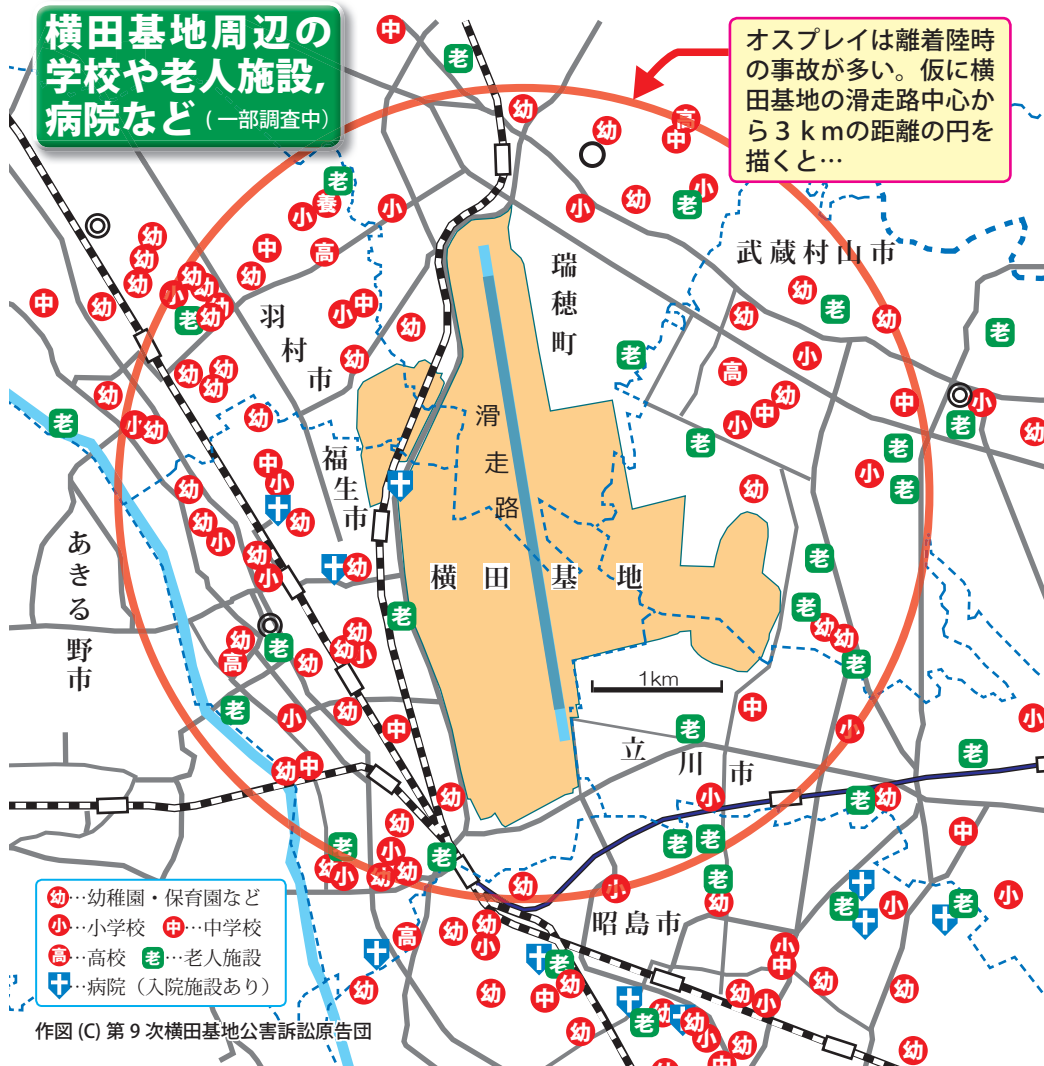 横田基地周辺の
学校や老人施設,
病院など (一部調査中)
オスプレイは離着陸時
の事故が多い。仮に横
田基地の滑走路中心か
ら３ｋｍの距離の円を
描くと…
瑞穂町
武蔵村山市
羽村市
福生市
あきる野市
滑走路
横田基地
1km
立川市
昭島市
幼…幼稚園・保育園など
小…小学校 中…中学校
高…高校 老…老人施設
…病院（入院施設あり）
作図 (C) 第９次横田基地公害訴訟原告団
養